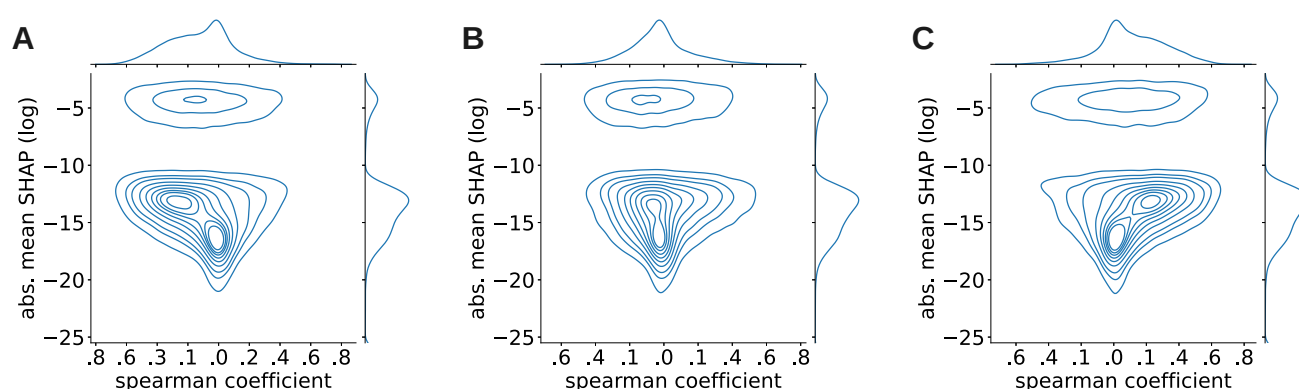 A
B
C
abs. mean SHAP (log)
−5
−10
−15
−20
−25
.8 .6 .3 .1 .0 .1 .4 .6 .8
spearman coefficient
abs. mean SHAP (log)
−5
−10
−15
−20
−25
.6 .4 .1 .0 .1 .4 .6 .8
spearman coefficient
abs. mean SHAP (log)
−5
−10
−15
−20
−25
.6 .4 .1 .0 .1 .4 .6 .8
spearman coefficient